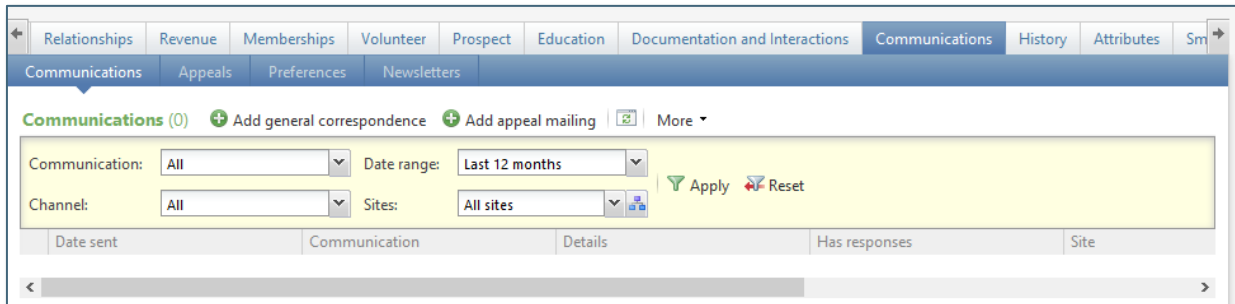 Relationships Revenue Memberships Volunteer Prospect Education Documentation and Interactions Communications History Attributes Sm
Communications Appeals Preferences Newsletters
Communications (0) Add general correspondence Add appeal mailing More
Communication: All Date range: Last 12 months
Apply Reset
Channel: All Sites: All sites
Date sent Communication Details Has responses Site